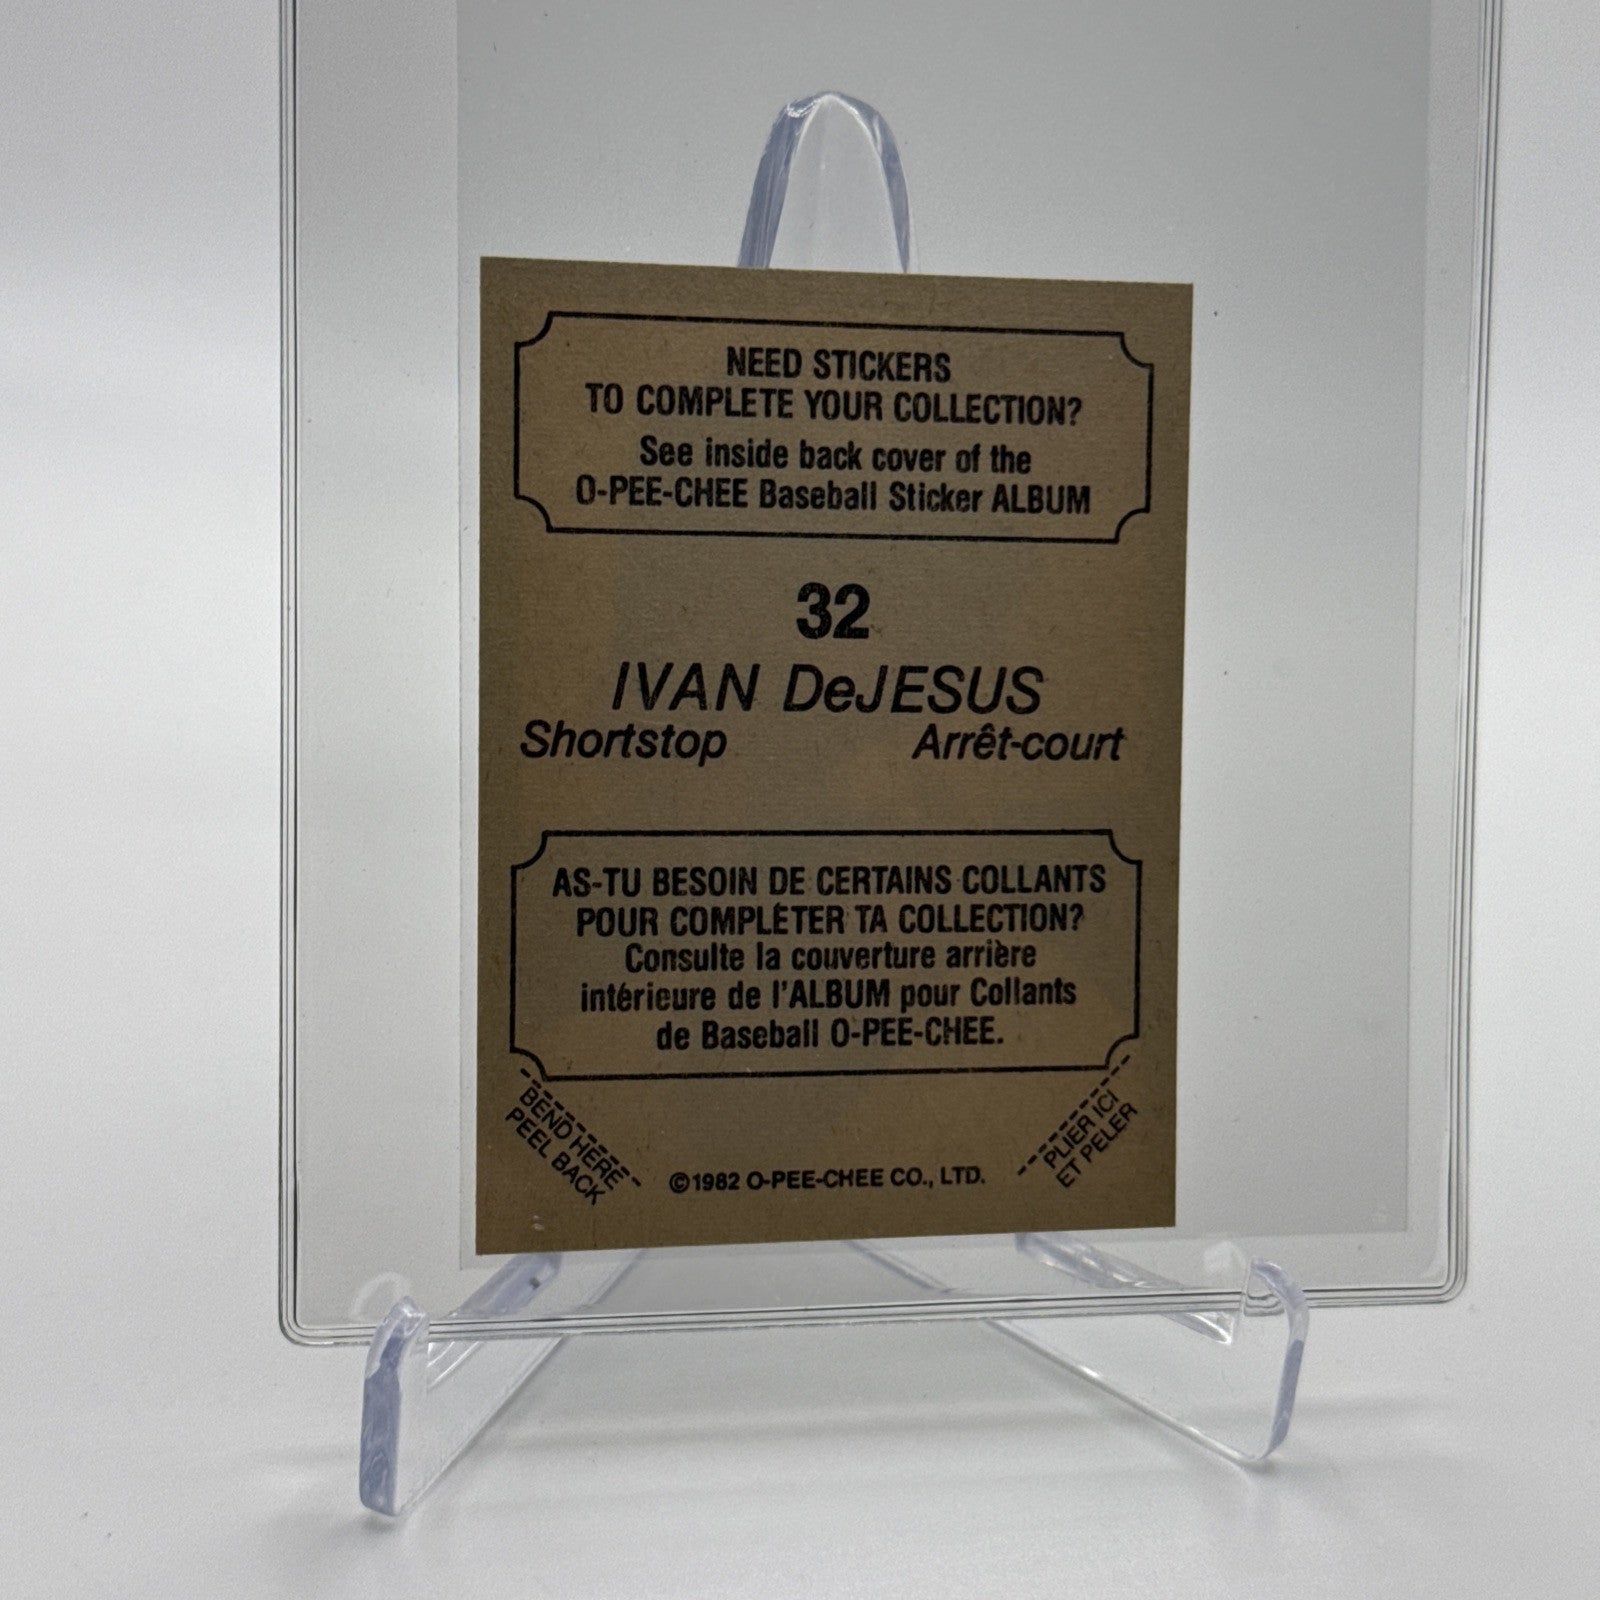 NEED STICKERS
TO COMPLETE YOUR COLLECTION?
See inside back cover of the
O-PEE-CHEE Baseball Sticker ALBUM
32
IVAN DeJESUS
Shortstop Arrêt-court
AS-TU BESOIN DE CERTAINS COLLANTS
POUR COMPLÉTER TA COLLECTION?
Consulte la couverture arrière
intérieure de l'ALBUM pour Collants
de Baseball O-PEE-CHEE.
BEND HERE
PEEL BACK
©1982 O-PEE-CHEE CO., LTD.
PLIER ICI
ET PELER